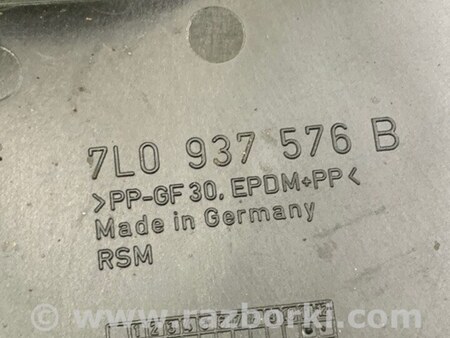 7L0 937 576 B
>PP-GF 30. EPDM+PP<
Made in Germany
RSM
www.razborki.com